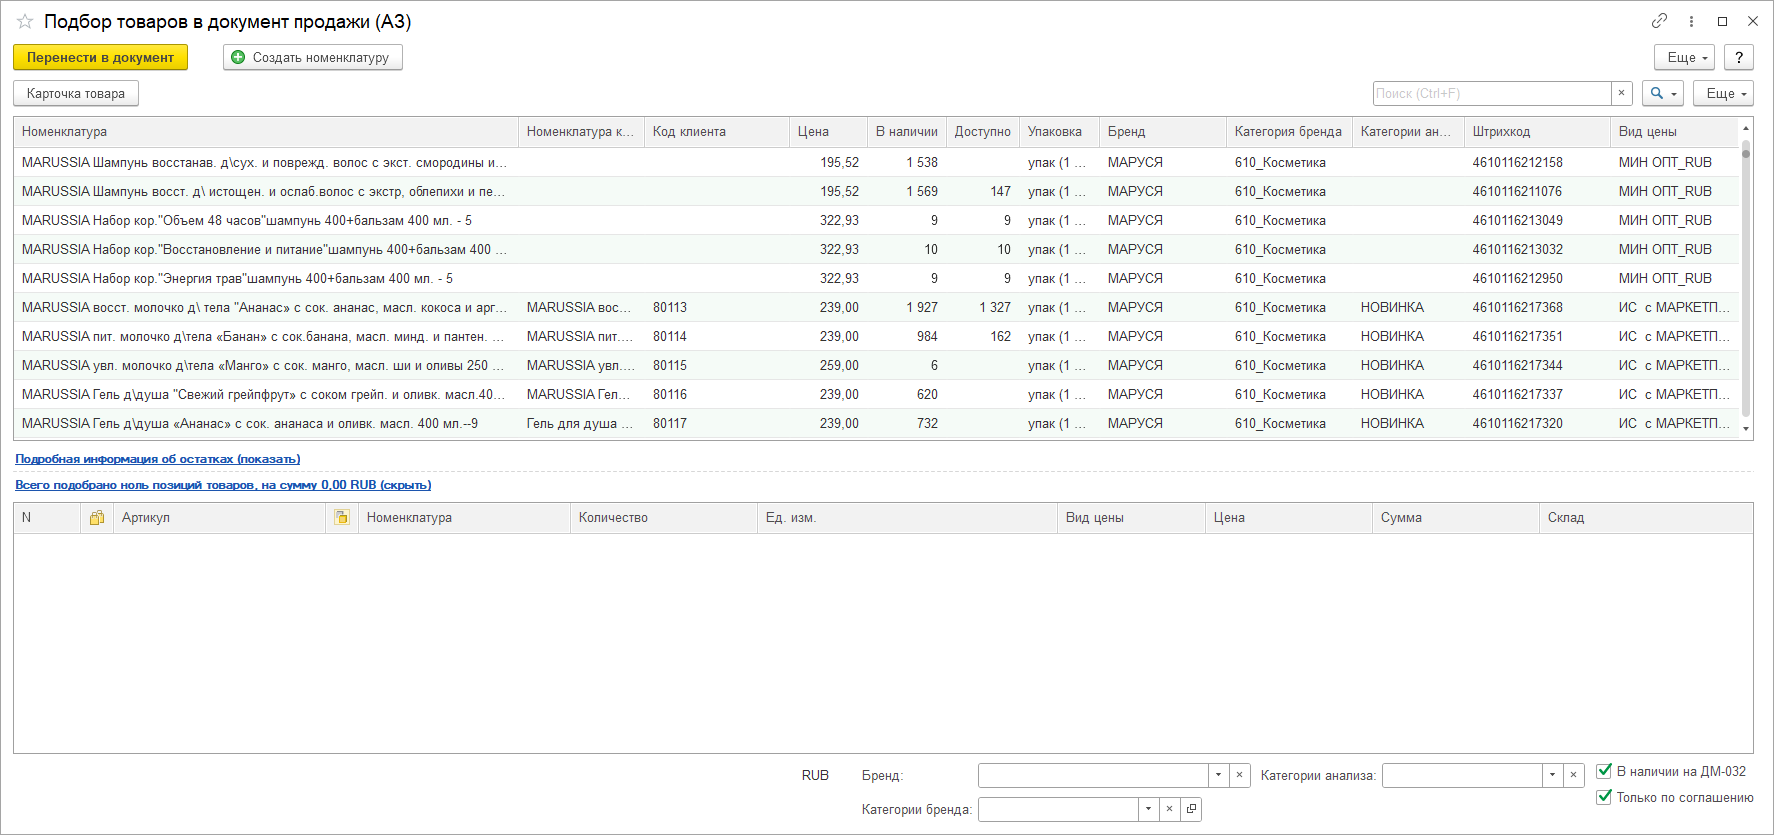 Подбор товаров в документ продажи (АЗ)
Перенести в документ Создать номенклатуру Еще ?
Карточка товара Поиск (Ctrl+F) × Еще
Номенклатура Номенклатура к... Код клиента Цена В наличии Доступно Упаковка Бренд Категория бренда Категории ан... Штрихкод Вид цены
MARUSSIA Шампунь восстанав. д\сух. и поврежд. волос с экст. смородины и... 195,52 1 538 упак (1 ... МАРУСЯ 610_Косметика 4610116212158 МИН ОПТ_RUB
MARUSSIA Шампунь восст. д\ истощен. и ослаб.волос с экстр, облепихи и пе... 195,52 1 569 147 упак (1 ... МАРУСЯ 610_Косметика 4610116211076 МИН ОПТ_RUB
MARUSSIA Набор кор."Объем 48 часов"шампунь 400+бальзам 400 мл. - 5 322,93 9 9 упак (1 ... МАРУСЯ 610_Косметика 4610116213049 МИН ОПТ_RUB
MARUSSIA Набор кор."Восстановление и питание"шампунь 400+бальзам 400 ... 322,93 10 10 упак (1 ... МАРУСЯ 610_Косметика 4610116213032 МИН ОПТ_RUB
MARUSSIA Набор кор."Энергия трав"шампунь 400+бальзам 400 мл. - 5 322,93 9 9 упак (1 ... МАРУСЯ 610_Косметика 4610116212950 МИН ОПТ_RUB
MARUSSIA восст. молочко д\ тела "Ананас» с сок. ананас, масл. кокоса и арг... MARUSSIA вос... 80113 239,00 1 927 1 327 упак (1 ... МАРУСЯ 610_Косметика НОВИНКА 4610116217368 ИС с МАРКЕТП...
MARUSSIA пит. молочко д\тела «Банан» с сок.банана, масл. минд. и пантен. ... MARUSSIA пит.... 80114 239,00 984 162 упак (1 ... МАРУСЯ 610_Косметика НОВИНКА 4610116217351 ИС с МАРКЕТП...
MARUSSIA увл. молочко д\тела «Манго» с сок. манго, масл. ши и оливы 250 ... MARUSSIA увл.... 80115 259,00 6 упак (1 ... МАРУСЯ 610_Косметика НОВИНКА 4610116217344 ИС с МАРКЕТП...
MARUSSIA Гель д\душа "Свежий грейпфрут» с соком грейп. и оливк. масл.40... MARUSSIA Гел... 80116 239,00 620 упак (1 ... МАРУСЯ 610_Косметика НОВИНКА 4610116217337 ИС с МАРКЕТП...
MARUSSIA Гель д\душа «Ананас» с сок. ананаса и оливк. масл. 400 мл.--9 Гель для душа ... 80117 239,00 732 упак (1 ... МАРУСЯ 610_Косметика НОВИНКА 4610116217320 ИС с МАРКЕТП...
Подробная информация об остатках (показать)
Всего подобрано ноль позиций товаров, на сумму 0,00 RUB (скрыть)
N Артикул Номенклатура Количество Ед. изм. Вид цены Цена Сумма Склад
RUB Бренд: × Категории анализа: × В наличии на ДМ-032
Категории бренда: × Только по соглашению